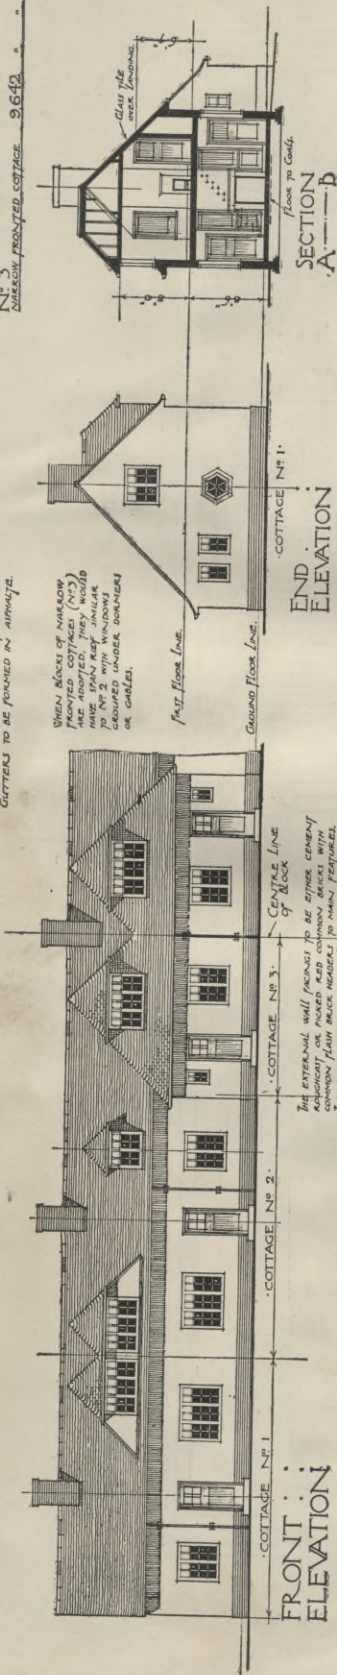 Nº 3
NARROW FRONTED COTTAGE 9,642 " "
GUTTERS TO BE FORMED IN ASPHALTE.
WHEN BLOCKS OF NARROW
FRONTED COTTAGES (Nº3)
ARE ADOPTED, THEY WOULD
HAVE SPAN ROOF SIMILAR
TO Nº 2 WITH WINDOWS
GROUPED UNDER DORMERS
OR GABLES.
FIRST FLOOR LINE.
GROUND FLOOR LINE.
GLASS TILE
OVER LANDING.
FLOOR TO COALS.
SECTION
·A·—·—B
·COTTAGE Nº 1·
END :
ELEVATION
CENTRE LINE
OF BLOCK
·COTTAGE Nº 1
·COTTAGE Nº 2·
·COTTAGE Nº 3·
FRONT : :
ELEVATION
THE EXTERNAL WALL FACINGS TO BE EITHER CEMENT
ROUGHCAST OR PICKED RED COMMON BRICKS WITH
COMMON FLASH BRICK HEADERS TO MAIN FEATURES.